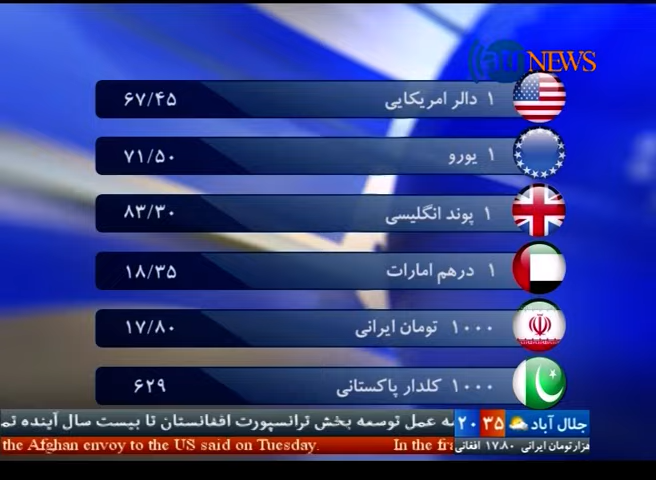 NEWS
۱ دالر امریکایی ۶۷/۴۵
۱ یورو ۷۱/۵۰
۱ پوند انگلیسی ۸۳/۳۰
۱ درهم امارات ۱۸/۳۵
۱۰۰۰ تومان ایرانی ۱۷/۸۰
۱۰۰۰ کلدار پاکستانی ۶۲۹
جلال آباد ۳۵ ۲۰ ه عمل توسعه بخش ترانسپورت افغانستان تا بیست سال آینده تم
هزارتومان ایرانی ۱۷.۸۰ افغانی
the Afghan envoy to the US said on Tuesday. In the fr